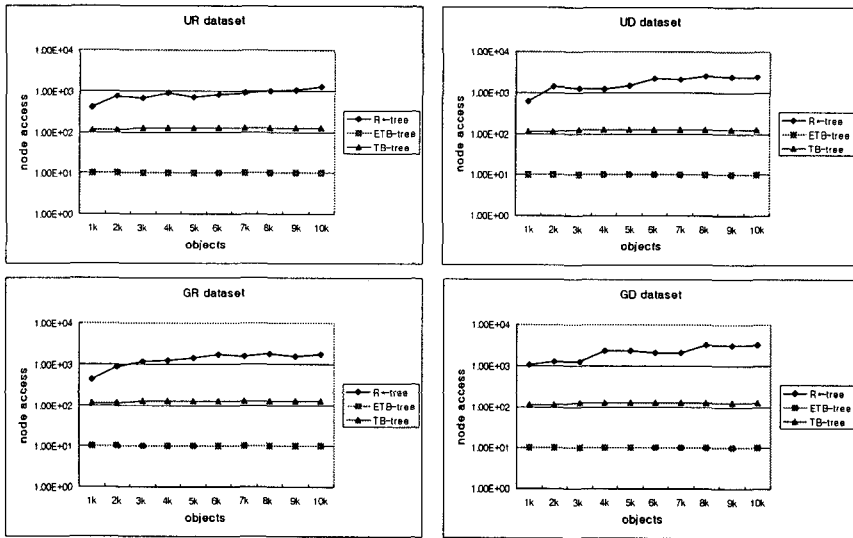 UR dataset
1.00E+04
1.00E+03
1.00E+02
1.00E+01
1.00E+00
node access
1k 2k 3k 4k 5k 6k 7k 8k 9k 10k
objects
R*-tree
ETB-tree
TB-tree
UD dataset
1.00E+04
1.00E+03
1.00E+02
1.00E+01
1.00E+00
node access
1k 2k 3k 4k 5k 6k 7k 8k 9k 10k
objects
R*-tree
ETB-tree
TB-tree
GR dataset
1.00E+04
1.00E+03
1.00E+02
1.00E+01
1.00E+00
node access
1k 2k 3k 4k 5k 6k 7k 8k 9k 10k
objects
R*-tree
ETB-tree
TB-tree
GD dataset
1.00E+04
1.00E+03
1.00E+02
1.00E+01
1.00E+00
node access
1k 2k 3k 4k 5k 6k 7k 8k 9k 10k
objects
R*-tree
ETB-tree
TB-tree